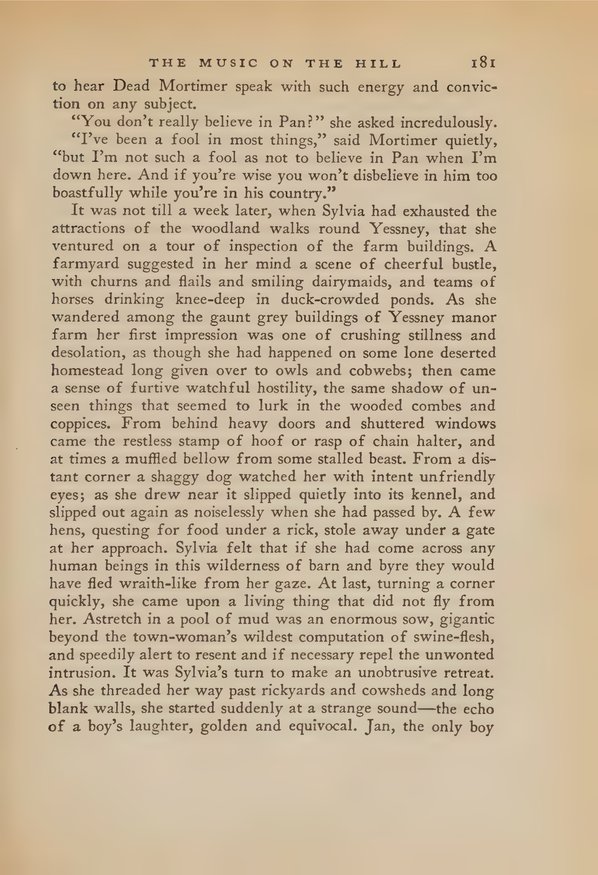 THE MUSIC ON THE HILL 181
to hear Dead Mortimer speak with such energy and convic-
tion on any subject.
“You don’t really believe in Pan?” she asked incredulously.
“I’ve been a fool in most things,” said Mortimer quietly,
“but I’m not such a fool as not to believe in Pan when I’m
down here. And if you’re wise you won’t disbelieve in him too
boastfully while you’re in his country.”
It was not till a week later, when Sylvia had exhausted the
attractions of the woodland walks round Yessney, that she
ventured on a tour of inspection of the farm buildings. A
farmyard suggested in her mind a scene of cheerful bustle,
with churns and flails and smiling dairymaids, and teams of
horses drinking knee-deep in duck-crowded ponds. As she
wandered among the gaunt grey buildings of Yessney manor
farm her first impression was one of crushing stillness and
desolation, as though she had happened on some lone deserted
homestead long given over to owls and cobwebs; then came
a sense of furtive watchful hostility, the same shadow of un-
seen things that seemed to lurk in the wooded combes and
coppices. From behind heavy doors and shuttered windows
came the restless stamp of hoof or rasp of chain halter, and
at times a muffled bellow from some stalled beast. From a dis-
tant corner a shaggy dog watched her with intent unfriendly
eyes; as she drew near it slipped quietly into its kennel, and
slipped out again as noiselessly when she had passed by. A few
hens, questing for food under a rick, stole away under a gate
at her approach. Sylvia felt that if she had come across any
human beings in this wilderness of barn and byre they would
have fled wraith-like from her gaze. At last, turning a corner
quickly, she came upon a living thing that did not fly from
her. Astretch in a pool of mud was an enormous sow, gigantic
beyond the town-woman’s wildest computation of swine-flesh,
and speedily alert to resent and if necessary repel the unwonted
intrusion. It was Sylvia’s turn to make an unobtrusive retreat.
As she threaded her way past rickyards and cowsheds and long
blank walls, she started suddenly at a strange sound—the echo
of a boy’s laughter, golden and equivocal. Jan, the only boy